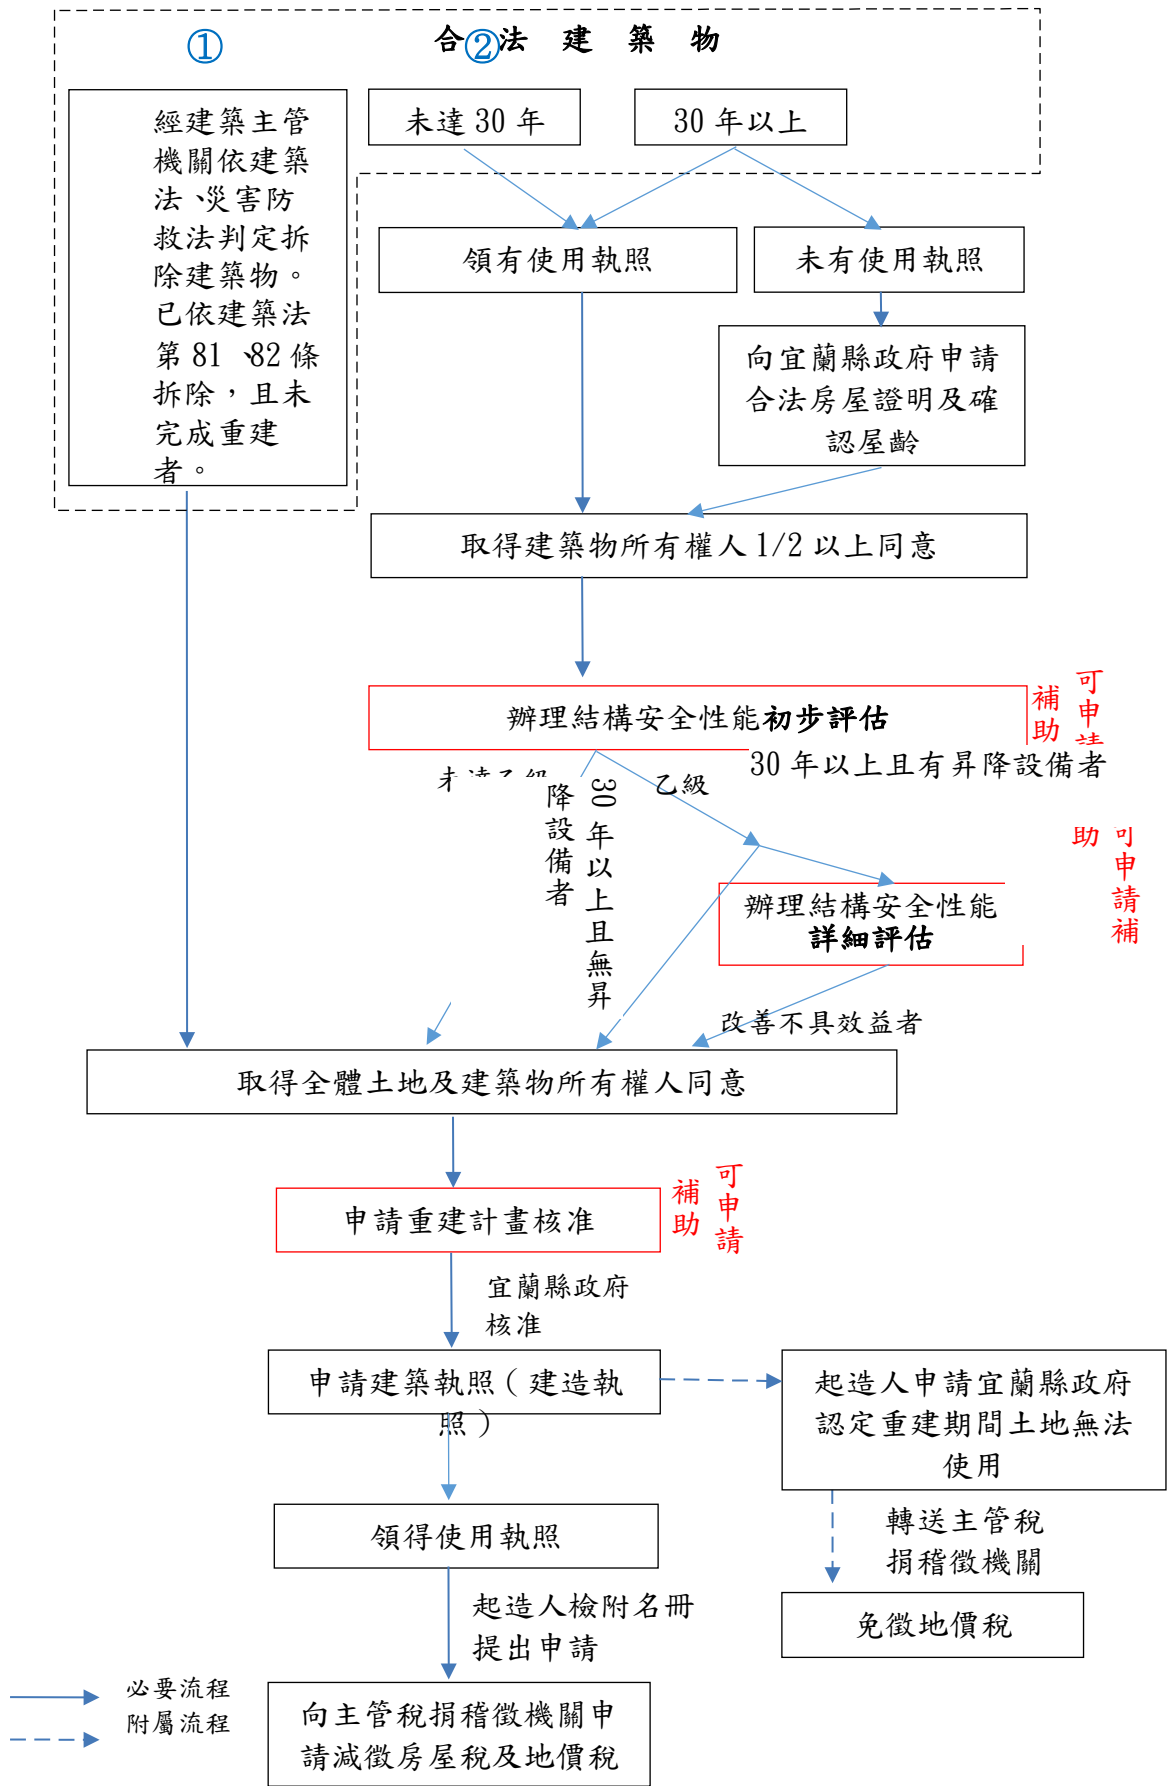 ① 合②法 建 築 物
經建築主管
機關依建築
法、災害防
救法判定拆
除建築物。
已依建築法
第 81、82 條
拆除，且未
完成重建
者。
未達 30 年
30 年以上
領有使用執照
未有使用執照
向宜蘭縣政府申請
合法房屋證明及確
認屋齡
取得建築物所有權人 1/2 以上同意
辦理結構安全性能初步評估
可申請
補助
未達乙級
乙級
30 年以上且有昇降設備者
30 年以上且無昇
降設備者
可申請補
助
辦理結構安全性能
詳細評估
改善不具效益者
取得全體土地及建築物所有權人同意
申請重建計畫核准
可申請
補助
宜蘭縣政府
核准
申請建築執照（建造執
照）
起造人申請宜蘭縣政府
認定重建期間土地無法
使用
領得使用執照
轉送主管稅
捐稽徵機關
起造人檢附名冊
提出申請
免徵地價稅
必要流程
附屬流程
向主管稅捐稽徵機關申
請減徵房屋稅及地價稅